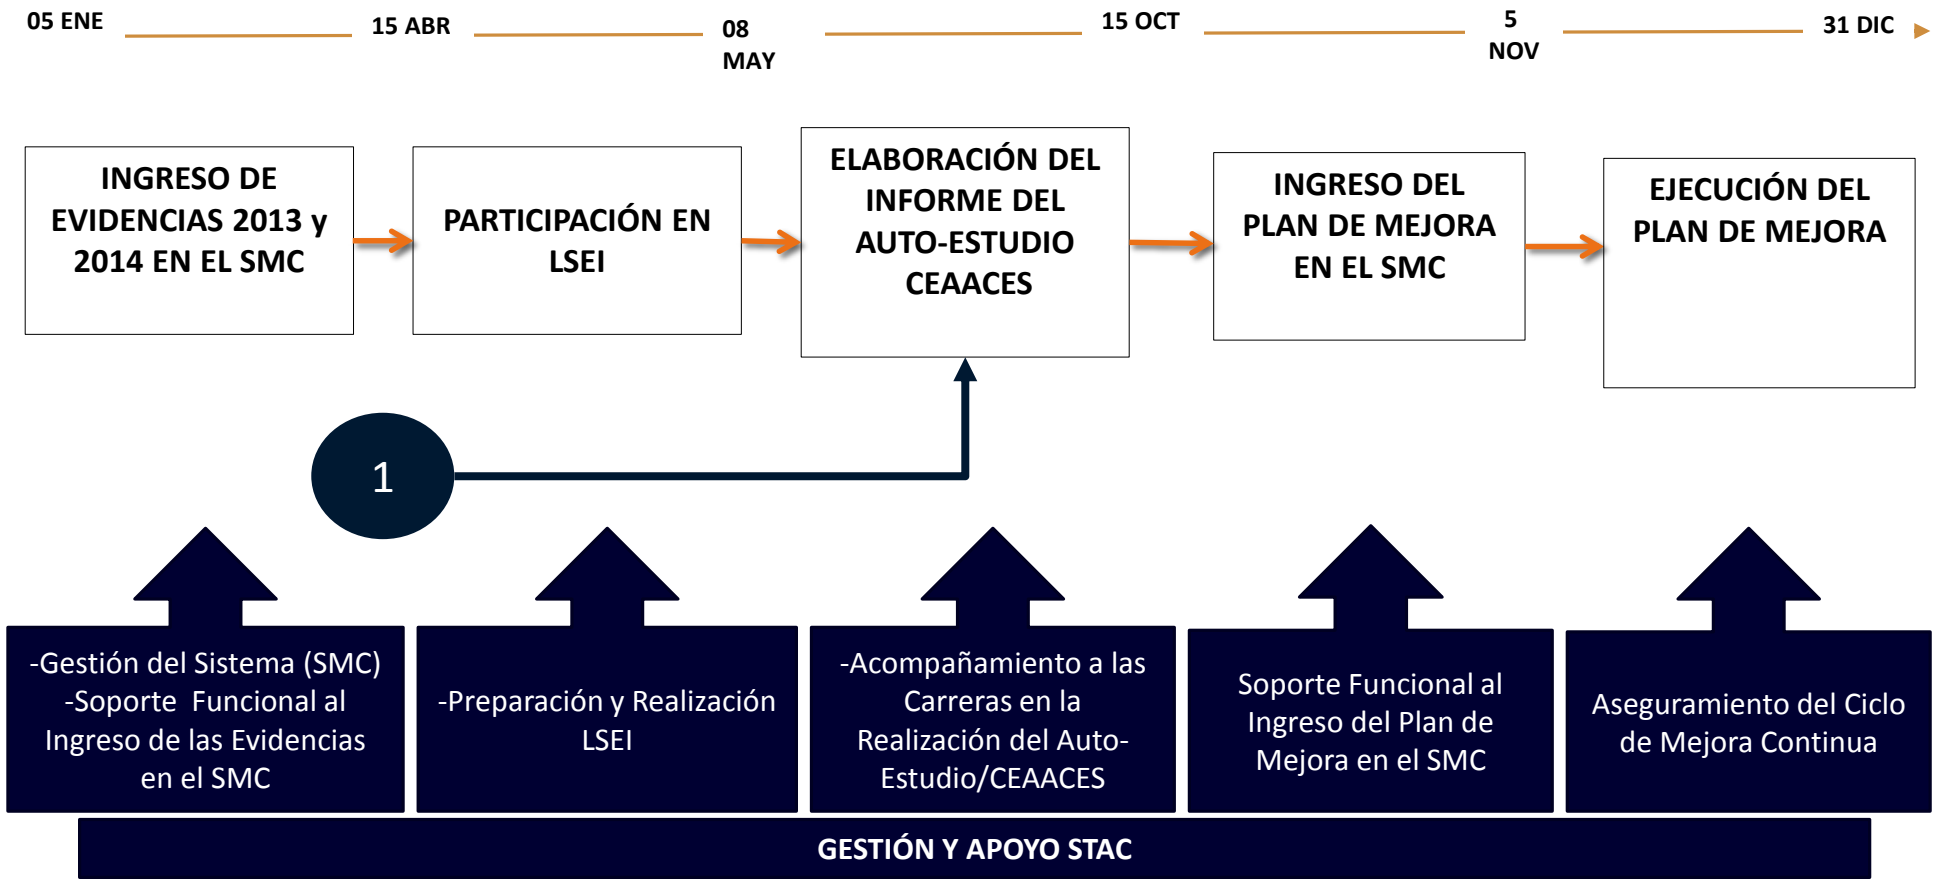 05 ENE
15 ABR
08
MAY
15 OCT
5
NOV
31 DIC
INGRESO DE
EVIDENCIAS 2013 y
2014 EN EL SMC
PARTICIPACIÓN EN
LSEI
ELABORACIÓN DEL
INFORME DEL
AUTO-ESTUDIO
CEAACES
INGRESO DEL
PLAN DE MEJORA
EN EL SMC
EJECUCIÓN DEL
PLAN DE MEJORA
1
-Gestión del Sistema (SMC)
-Soporte Funcional al
Ingreso de las Evidencias
en el SMC
-Preparación y Realización
LSEI
-Acompañamiento a las
Carreras en la
Realización del Auto-
Estudio/CEAACES
Soporte Funcional al
Ingreso del Plan de
Mejora en el SMC
Aseguramiento del Ciclo
de Mejora Continua
GESTIÓN Y APOYO STAC